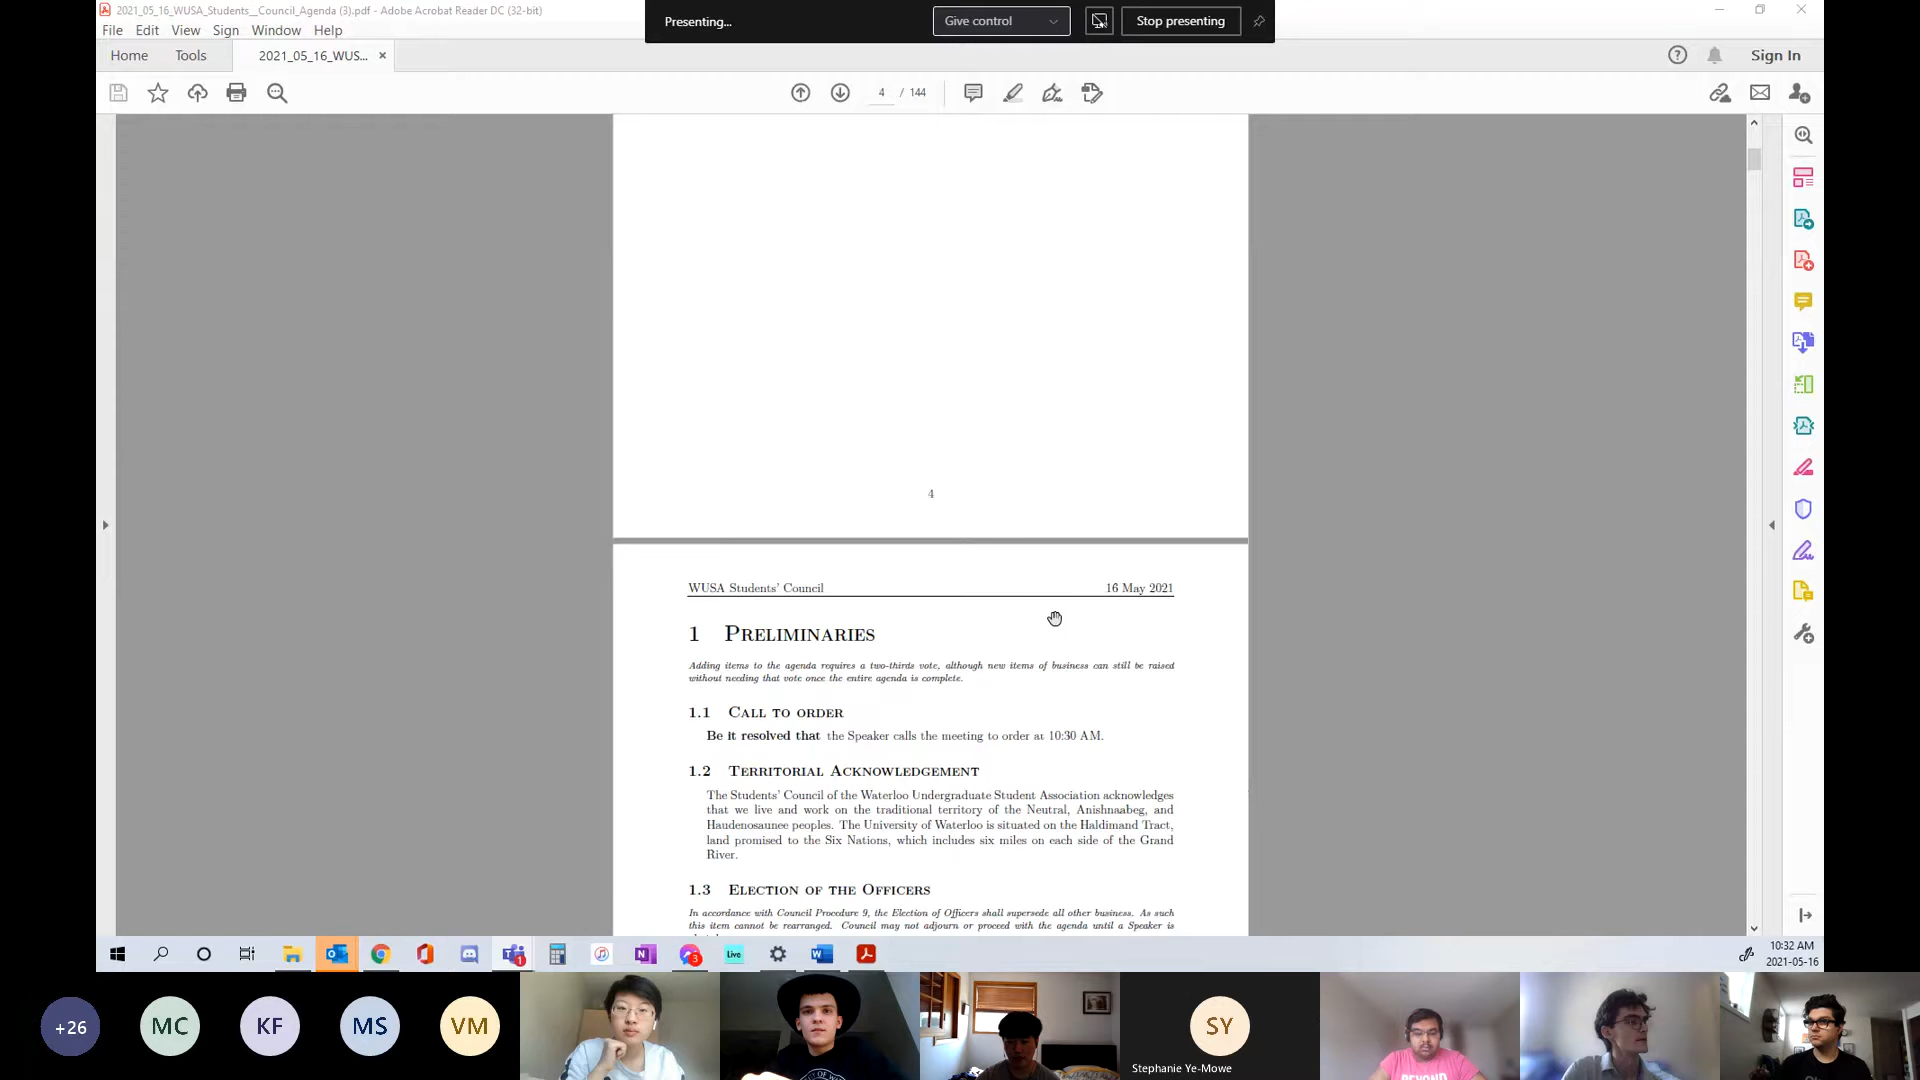 2021_05_16_WUSA_Students__Council_Agenda (3).pdf - Adobe Acrobat Reader DC (32-bit)
Presenting...
Give control
Stop presenting
File Edit View Sign Window Help
Home Tools 2021_05_16_WUS... × Sign In
4 / 144
4
WUSA Students' Council 16 May 2021
1 Preliminaries
Adding items to the agenda requires a two-thirds vote, although new items of business can still be raised
without needing that vote once the entire agenda is complete.
1.1 Call to order
Be it resolved that the Speaker calls the meeting to order at 10:30 AM.
1.2 Territorial Acknowledgement
The Students' Council of the Waterloo Undergraduate Student Association acknowledges
that we live and work on the traditional territory of the Neutral, Anishnaabeg, and
Haudenosaunee peoples. The University of Waterloo is situated on the Haldimand Tract,
land promised to the Six Nations, which includes six miles on each side of the Grand
River.
1.3 Election of the Officers
In accordance with Council Procedure 9, the Election of Officers shall supersede all other business. As such
this item cannot be rearranged. Council may not adjourn or proceed with the agenda until a Speaker is
Live
3
1
10:32 AM
2021-05-16
+26 MC KF MS VM SY
Stephanie Ye-Mowe
BEYOND